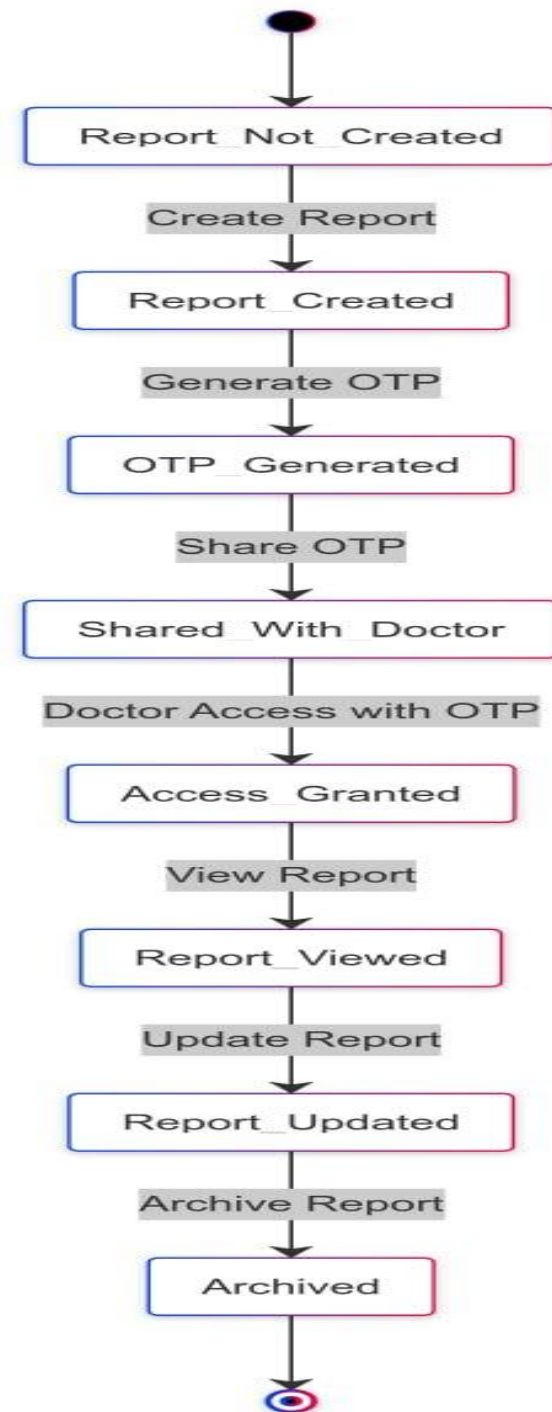 Report_Not_Created
Create Report
Report_Created
Generate OTP
OTP_Generated
Share OTP
Shared_With_Doctor
Doctor Access with OTP
Access_Granted
View Report
Report_Viewed
Update Report
Report_Updated
Archive Report
Archived